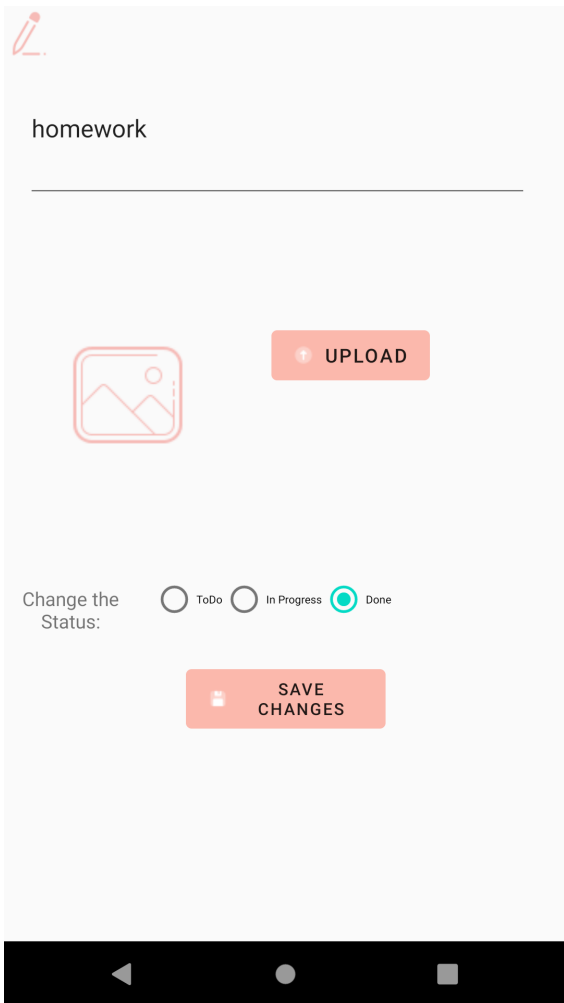 homework
UPLOAD
Change the
Status:
ToDo
In Progress
Done
SAVE
CHANGES